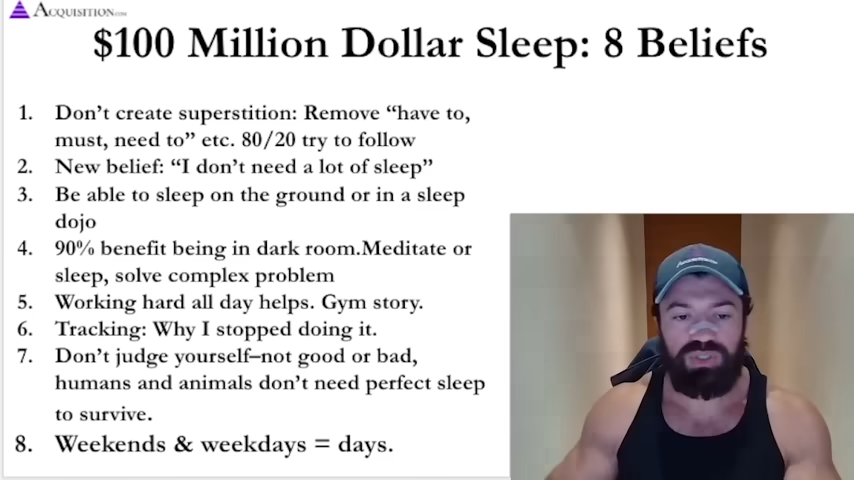 ACQUISITION.COM
$100 Million Dollar Sleep: 8 Beliefs
1. Don't create superstition: Remove "have to,
must, need to" etc. 80/20 try to follow
2. New belief: "I don't need a lot of sleep"
3. Be able to sleep on the ground or in a sleep
dojo
4. 90% benefit being in dark room.Meditate or
sleep, solve complex problem
5. Working hard all day helps. Gym story.
6. Tracking: Why I stopped doing it.
7. Don't judge yourself–not good or bad,
humans and animals don't need perfect sleep
to survive.
8. Weekends & weekdays = days.